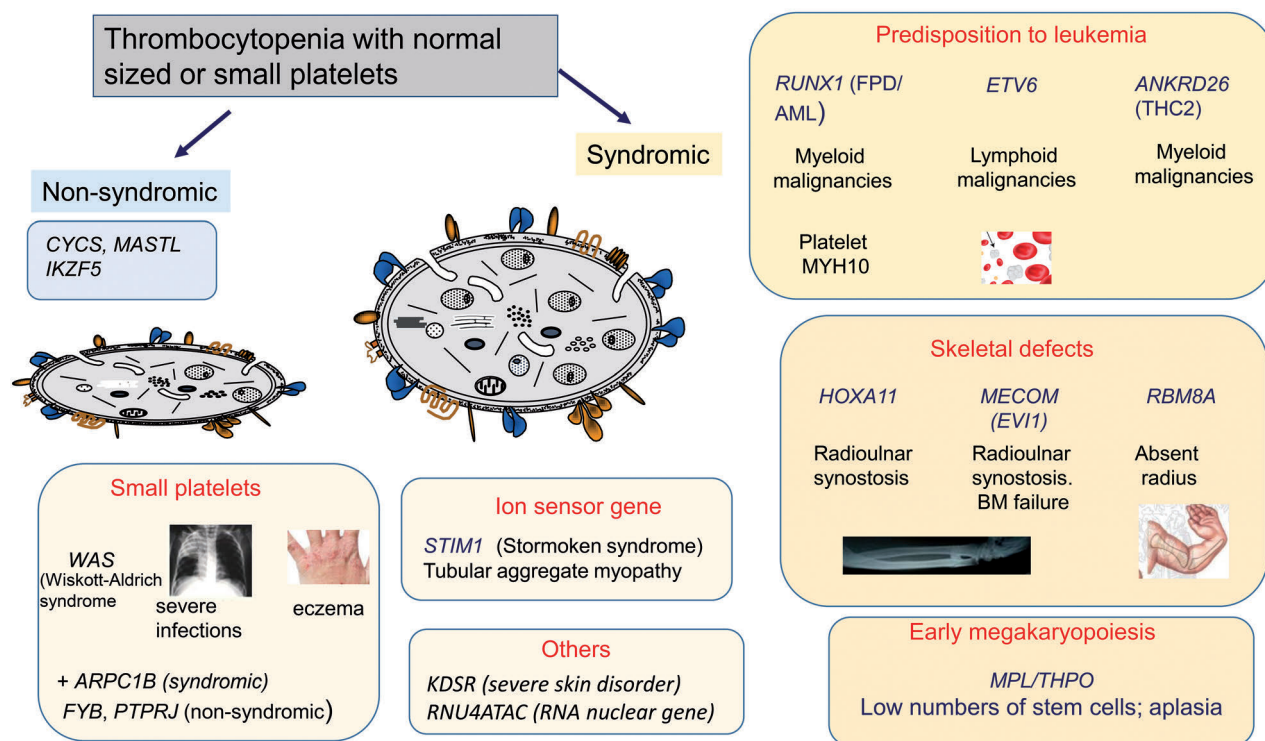 Thrombocytopenia with normal
sized or small platelets
Non-syndromic
Syndromic
CYCS, MASTL
IKZF5
Small platelets
WAS
(Wiskott-Aldrich
syndrome
severe
infections
eczema
+ ARPC1B (syndromic)
FYB, PTPRJ (non-syndromic)
Ion sensor gene
STIM1 (Stormoken syndrome)
Tubular aggregate myopathy
Others
KDSR (severe skin disorder)
RNU4ATAC (RNA nuclear gene)
Predisposition to leukemia
RUNX1 (FPD/
AML)
Myeloid
malignancies
Platelet
MYH10
ETV6
Lymphoid
malignancies
ANKRD26
(THC2)
Myeloid
malignancies
Skeletal defects
HOXA11
Radioulnar
synostosis
MECOM
(EVI1)
Radioulnar
synostosis.
BM failure
RBM8A
Absent
radius
Early megakaryopoiesis
MPL/THPO
Low numbers of stem cells; aplasia